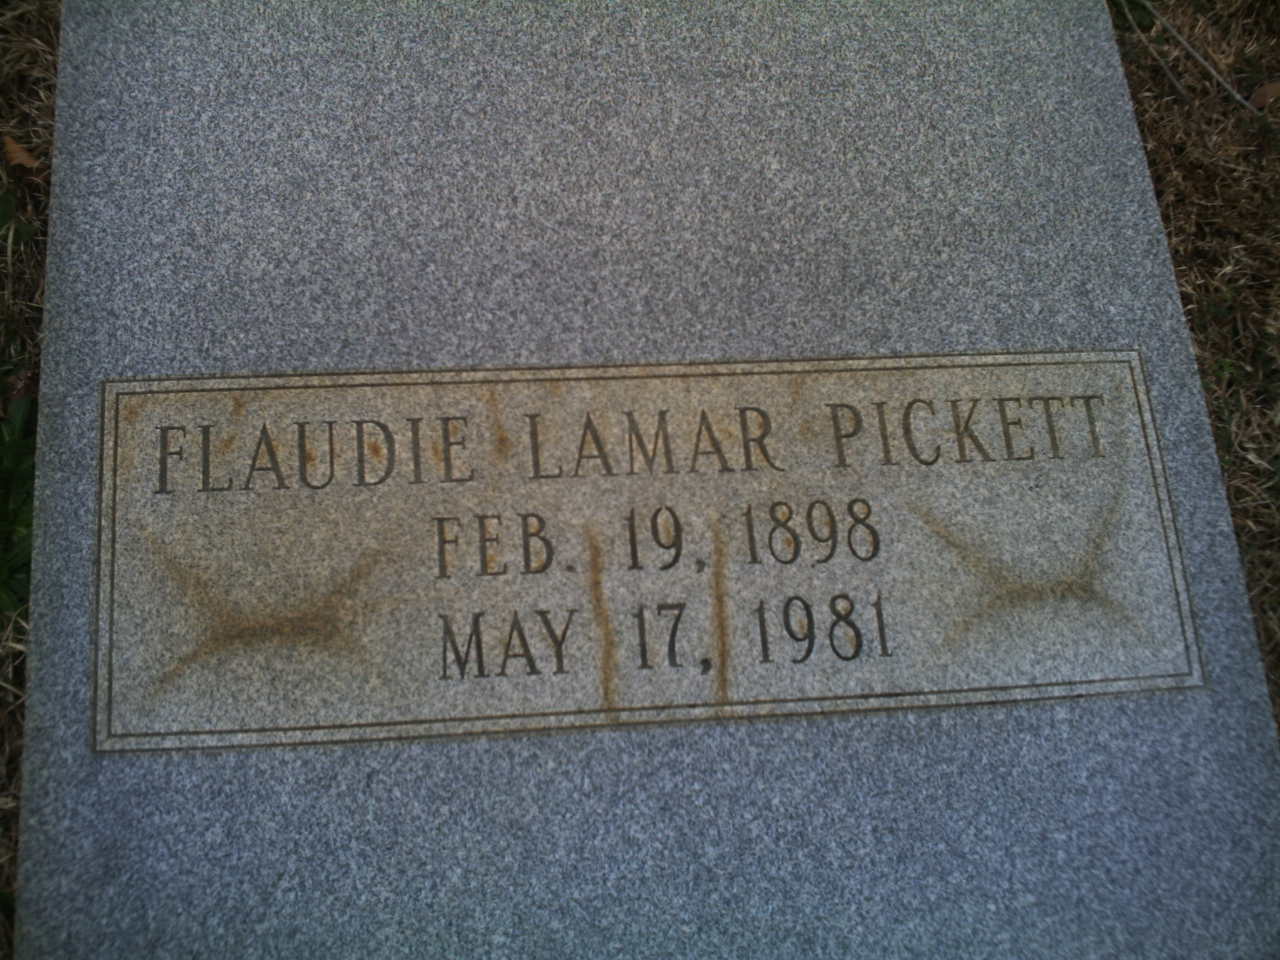 FLAUDIE LAMAR PICKETT
FEB. 19, 1898
MAY 17, 1981